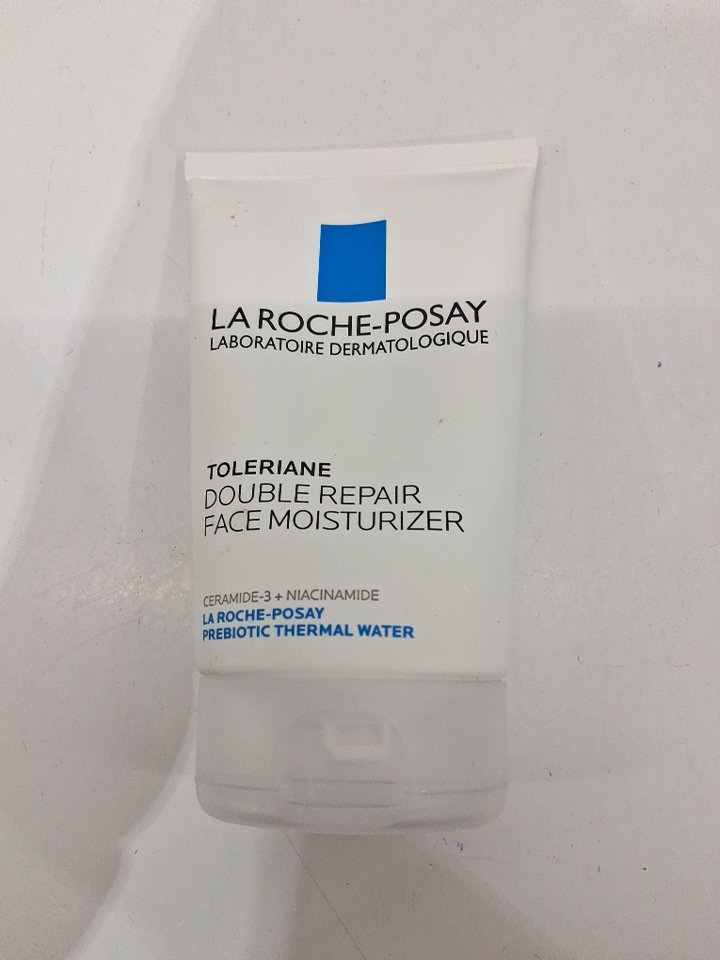 LA ROCHE-POSAY
LABORATOIRE DERMATOLOGIQUE
TOLERIANE
DOUBLE REPAIR
FACE MOISTURIZER
CERAMIDE-3 + NIACINAMIDE
LA ROCHE-POSAY
PREBIOTIC THERMAL WATER